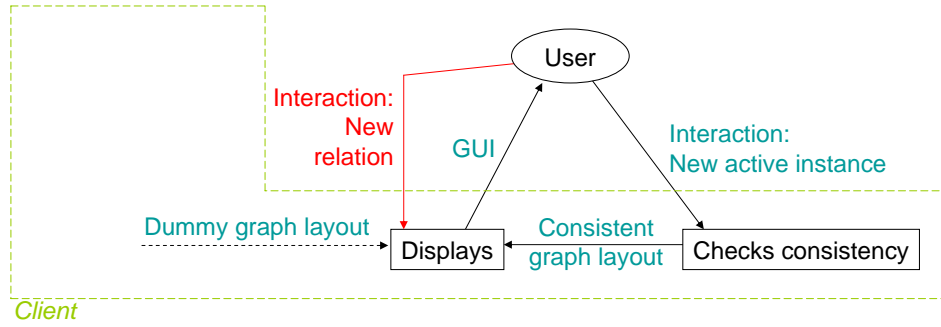 User
Interaction:
New
relation
GUI
Interaction:
New active instance
Dummy graph layout
Displays
Consistent
graph layout
Checks consistency
Client